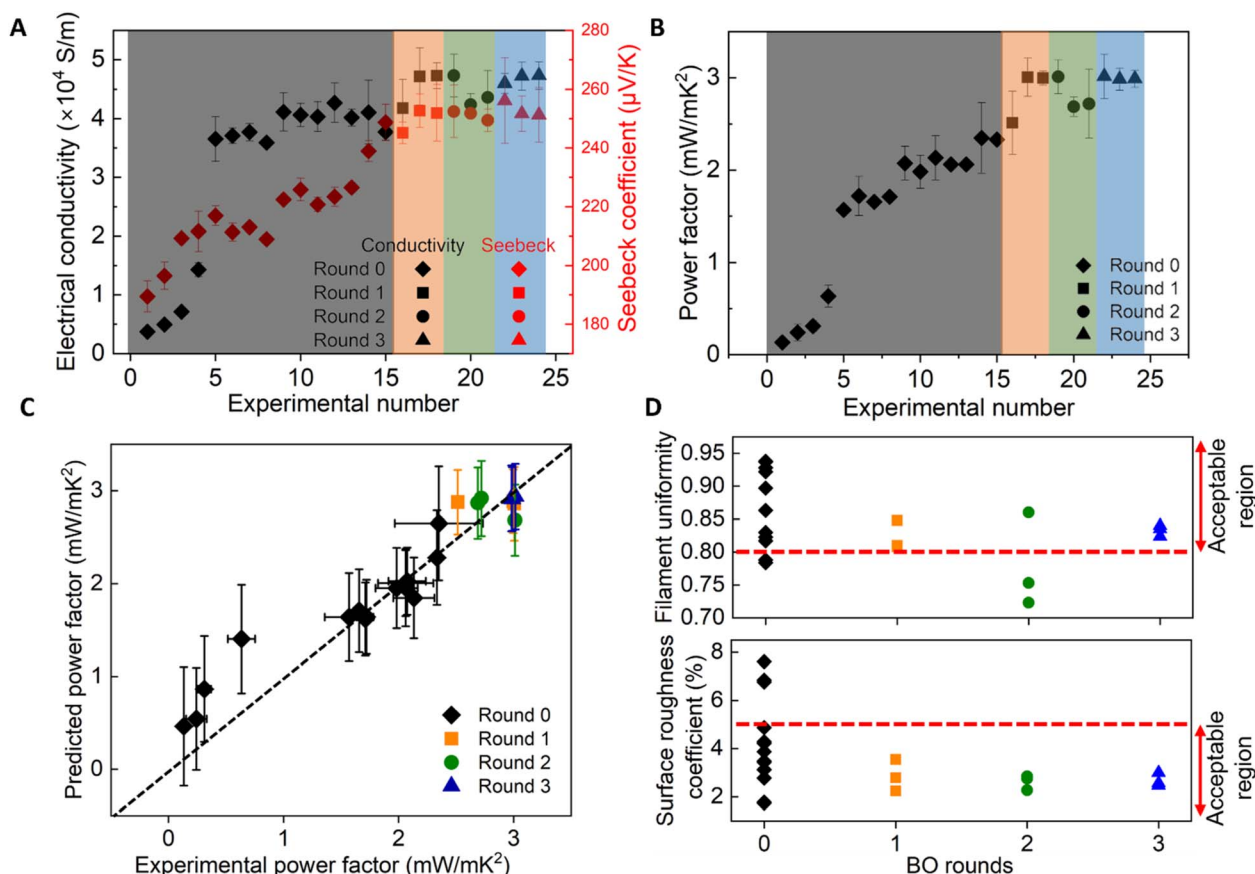 A
Electrical conductivity (×10⁴ S/m)
5
4
3
2
1
0
0
5
10
15
20
25
Experimental number
280
260
240
220
200
180
Seebeck coefficient (µV/K)
Conductivity Seebeck
Round 0
Round 1
Round 2
Round 3
B
Power factor (mW/mK²)
3
2
1
0
0
5
10
15
20
25
Experimental number
Round 0
Round 1
Round 2
Round 3
C
Predicted power factor (mW/mK²)
3
2
1
0
0
1
2
3
Experimental power factor (mW/mK²)
Round 0
Round 1
Round 2
Round 3
D
Filament uniformity
0.95
0.90
0.85
0.80
0.75
0.70
Acceptable
region
Surface roughness
coefficient (%)
8
6
4
2
Acceptable
region
0
1
2
3
BO rounds